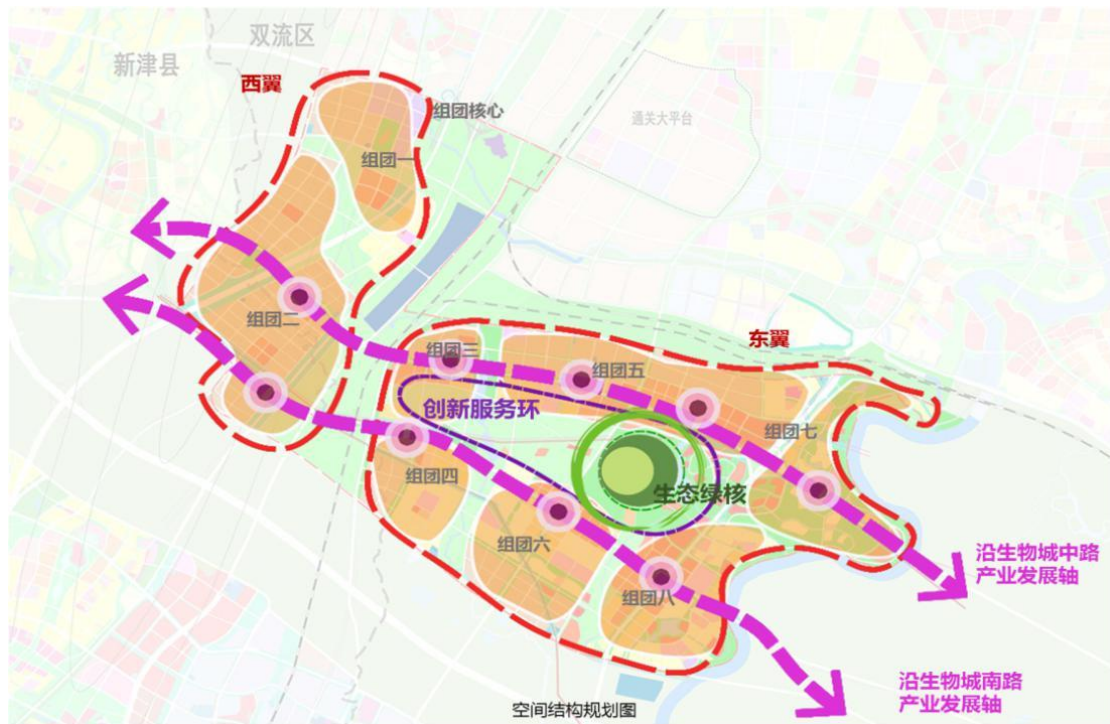 双流区
新津县
西翼
组团核心
通关大平台
组团一
组团二
东翼
组团三
组团五
创新服务环
组团七
组团四
生态绿核
组团六
沿生物城中路
产业发展轴
组团八
沿生物城南路
产业发展轴
空间结构规划图